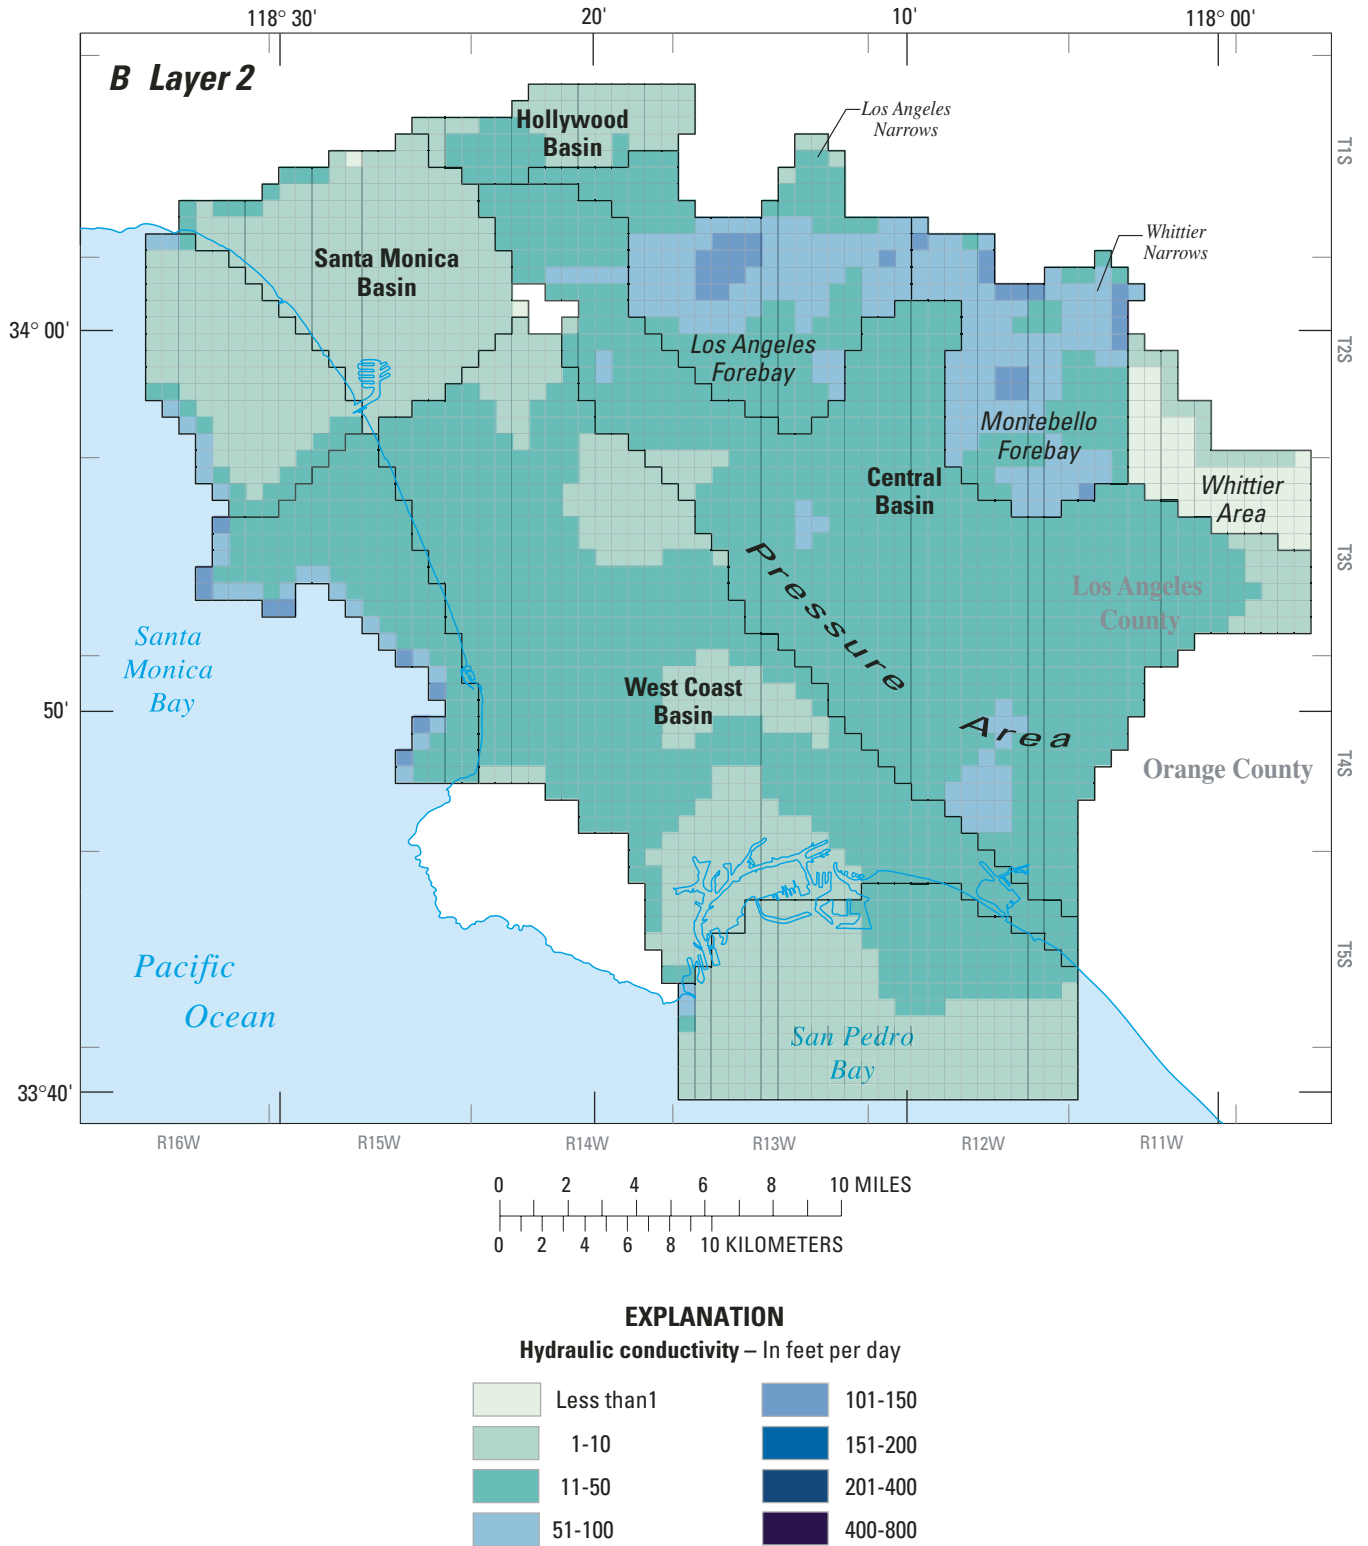 118° 30'
20'
10'
118° 00'
B Layer 2
Hollywood
Basin
Los Angeles
Narrows
T1S
Santa Monica
Basin
Whittier
Narrows
34° 00'
Los Angeles
Forebay
T2S
Montebello
Forebay
Central
Basin
Whittier
Area
Pressure
Area
T3S
Los Angeles
County
Santa
Monica
Bay
West Coast
Basin
50'
Orange County
T4S
Pacific
Ocean
T5S
San Pedro
Bay
33°40'
R16W
R15W
R14W
R13W
R12W
R11W
0 2 4 6 8 10 MILES
0 2 4 6 8 10 KILOMETERS
EXPLANATION
Hydraulic conductivity – In feet per day
Less than1
1-10
11-50
51-100
101-150
151-200
201-400
400-800